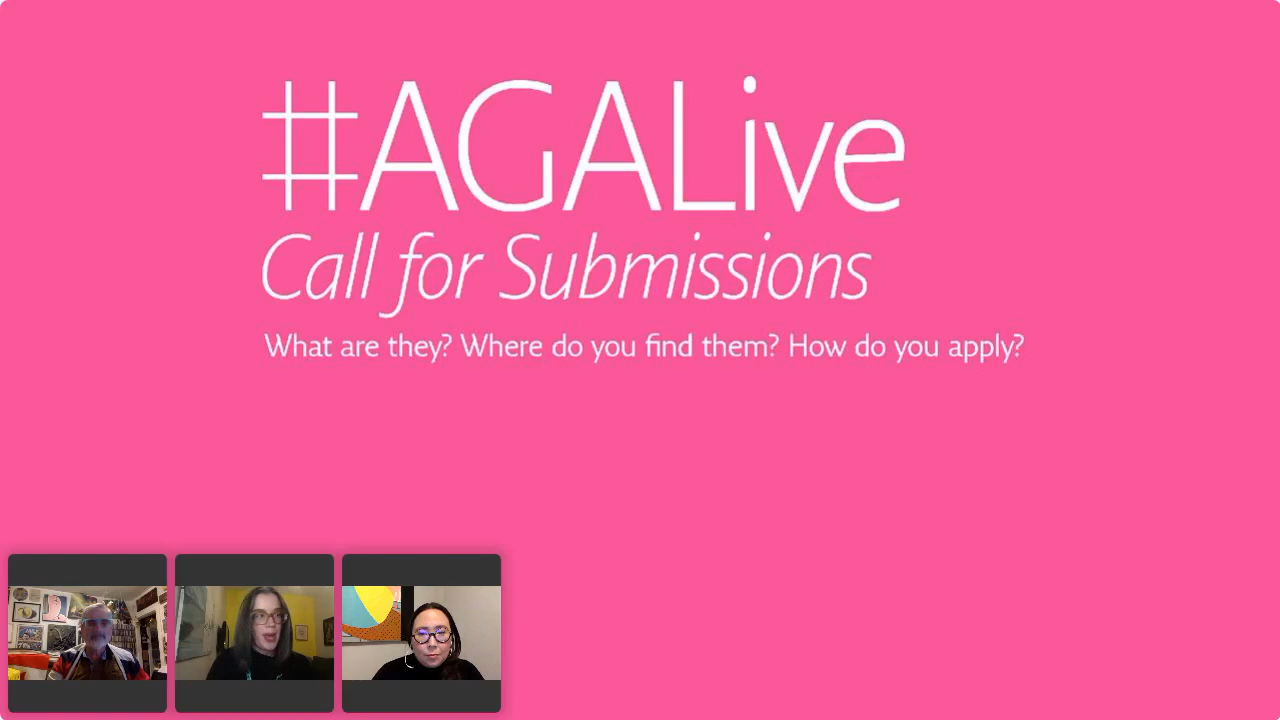 #AGALive
Call for Submissions
What are they? Where do you find them? How do you apply?